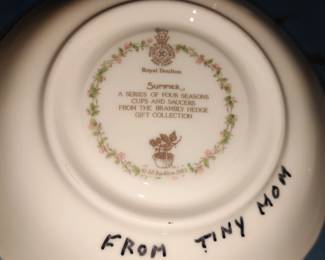 Royal Doulton
Summer
A SERIES OF FOUR SEASONS
CUPS AND SAUCERS
FROM THE BRAMBLY HEDGE
GIFT COLLECTION
FROM TINY MOM